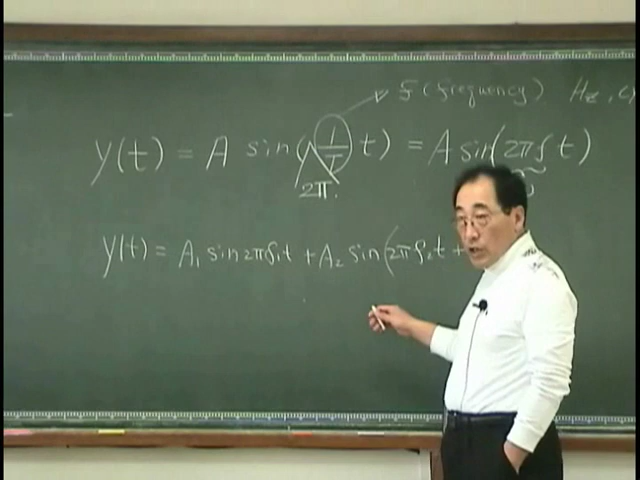 f (frequency) Hz, c
y(t) = A sin( 1/T t) = A sin(2πf t)
2π.
y(t) = A₁ sin 2πf₁t + A₂ sin(2πf₂t +